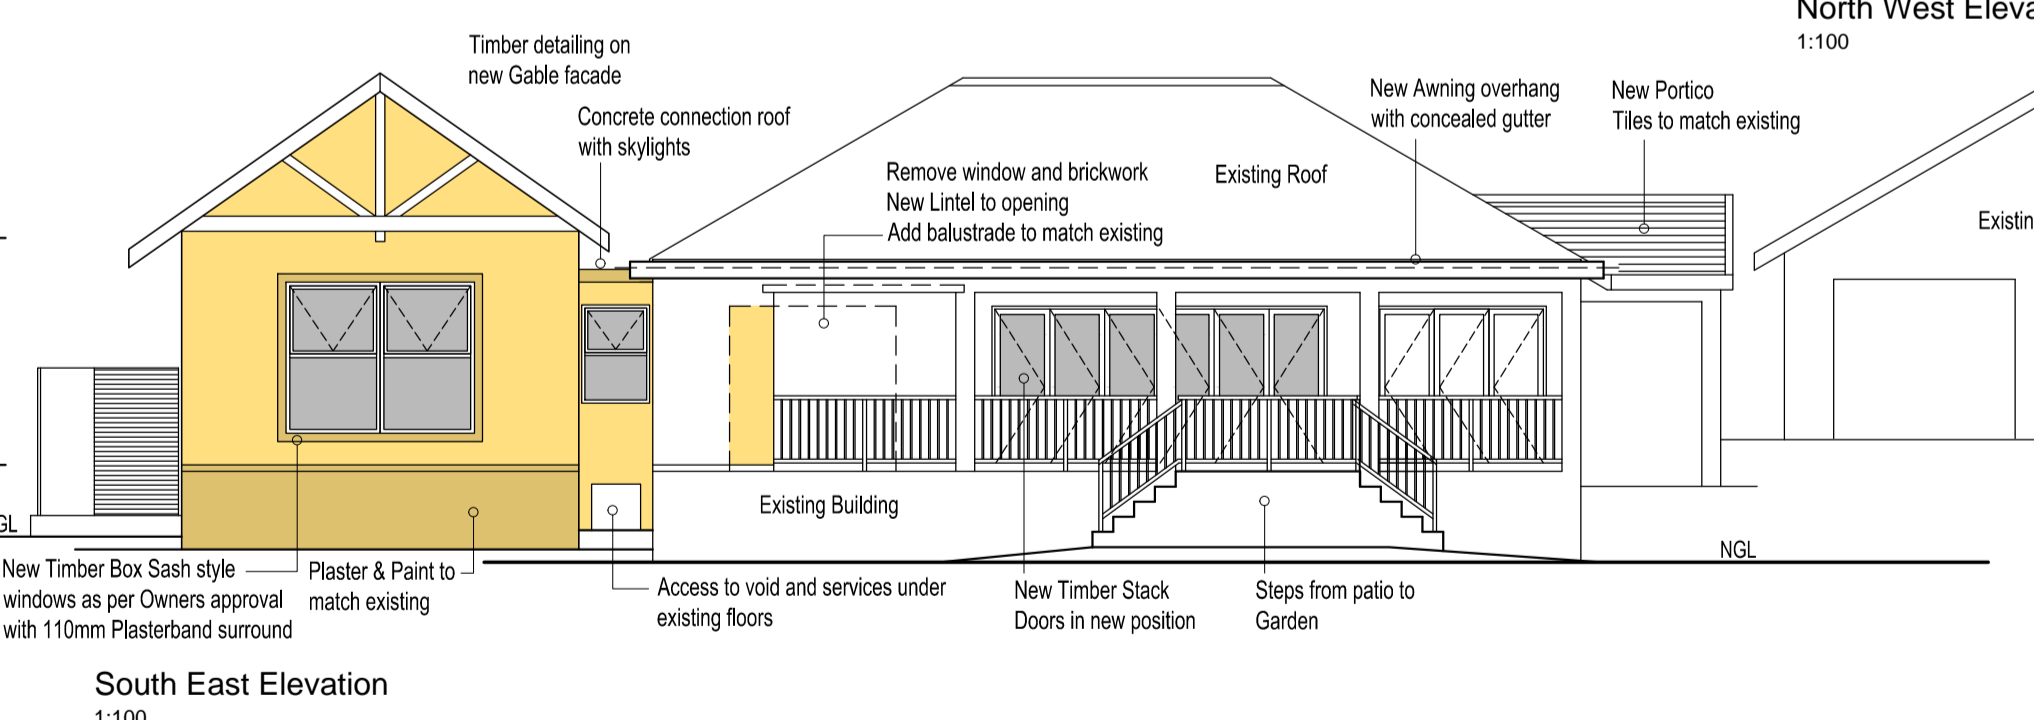 North West Eleva
1:100
Timber detailing on
new Gable facade
Concrete connection roof
with skylights
Remove window and brickwork
New Lintel to opening
Add balustrade to match existing
Existing Roof
New Awning overhang
with concealed gutter
New Portico
Tiles to match existing
Existin
GL
Existing Building
NGL
New Timber Box Sash style
windows as per Owners approval
with 110mm Plasterband surround
Plaster & Paint to
match existing
Access to void and services under
existing floors
New Timber Stack
Doors in new position
Steps from patio to
Garden
South East Elevation
1:100